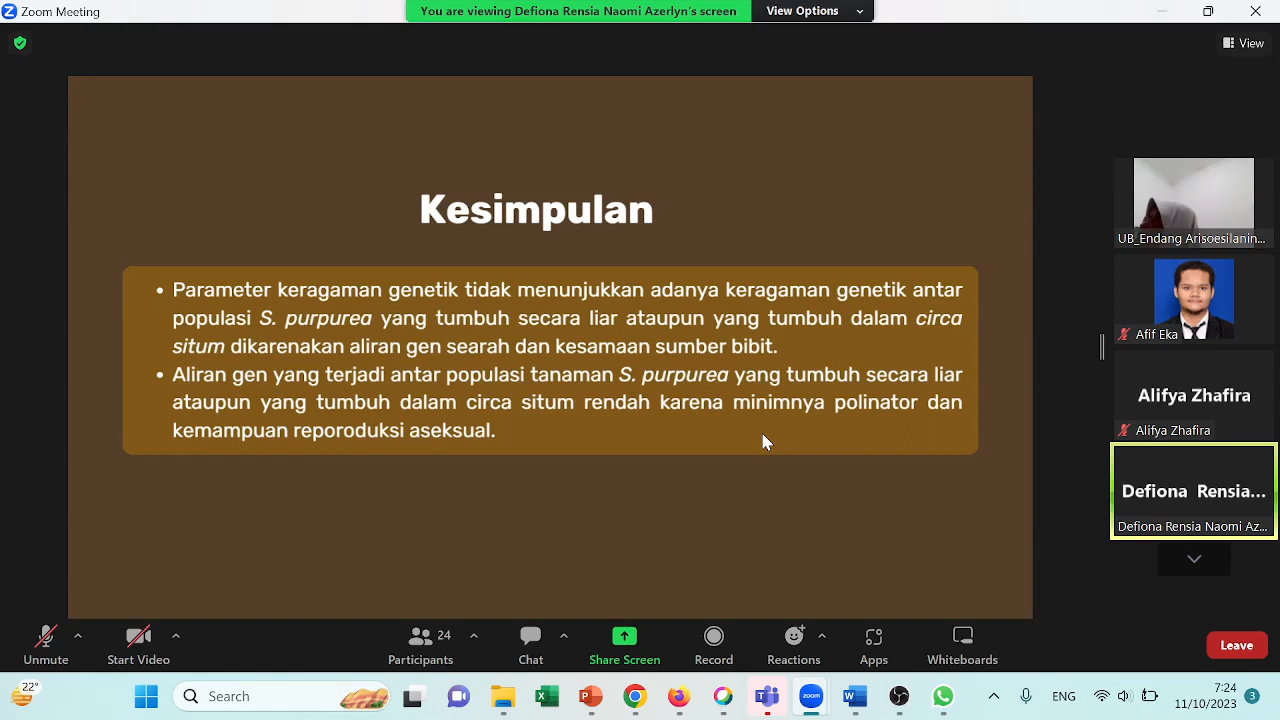 Zoom Meeting
You are viewing Defiona Rensia Naomi Azerlyn's screen
View Options
View
Kesimpulan
• Parameter keragaman genetik tidak menunjukkan adanya keragaman genetik antar
populasi S. purpurea yang tumbuh secara liar ataupun yang tumbuh dalam circa
situm dikarenakan aliran gen searah dan kesamaan sumber bibit.
• Aliran gen yang terjadi antar populasi tanaman S. purpurea yang tumbuh secara liar
ataupun yang tumbuh dalam circa situm rendah karena minimnya polinator dan
kemampuan reporoduksi aseksual.
UB_Endang Arisoesilanin...
Afif Eka
Alifya Zhafira
Alifya Zhafira
Defiona Rensia...
Defiona Rensia Naomi Az...
Unmute
Start Video
24
Participants
Chat
Share Screen
Record
Reactions
Apps
Whiteboards
Leave
22°
Search
zoom
ENG
7:24
11/10/2023
3